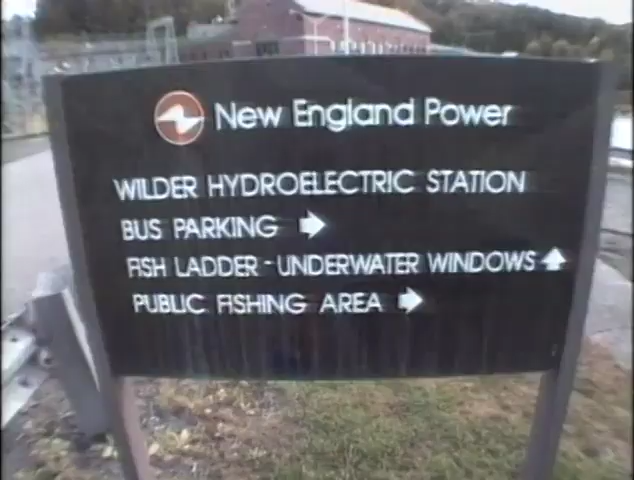 New England Power
WILDER HYDROELECTRIC STATION
BUS PARKING
FISH LADDER - UNDERWATER WINDOWS
PUBLIC FISHING AREA